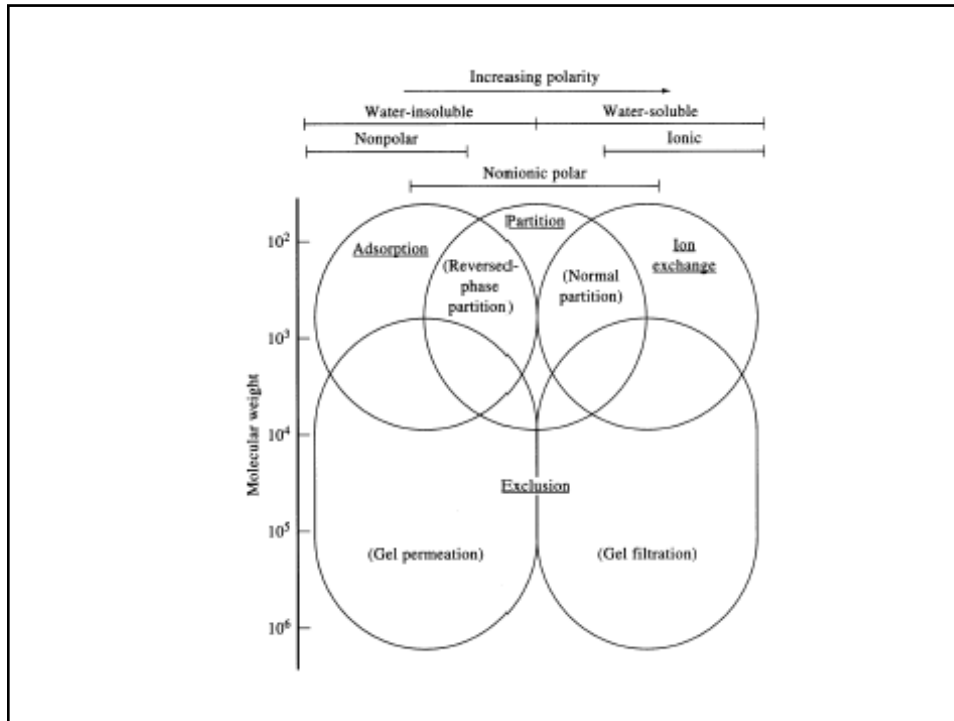 Increasing polarity
Water-insoluble
Water-soluble
Nonpolar
Ionic
Nonionic polar
Partition
Adsorption
Ion
exchange
(Reversed-
phase
partition)
(Normal
partition)
10²
10³
10⁴
10⁵
10⁶
Molecular weight
Exclusion
(Gel permeation)
(Gel filtration)